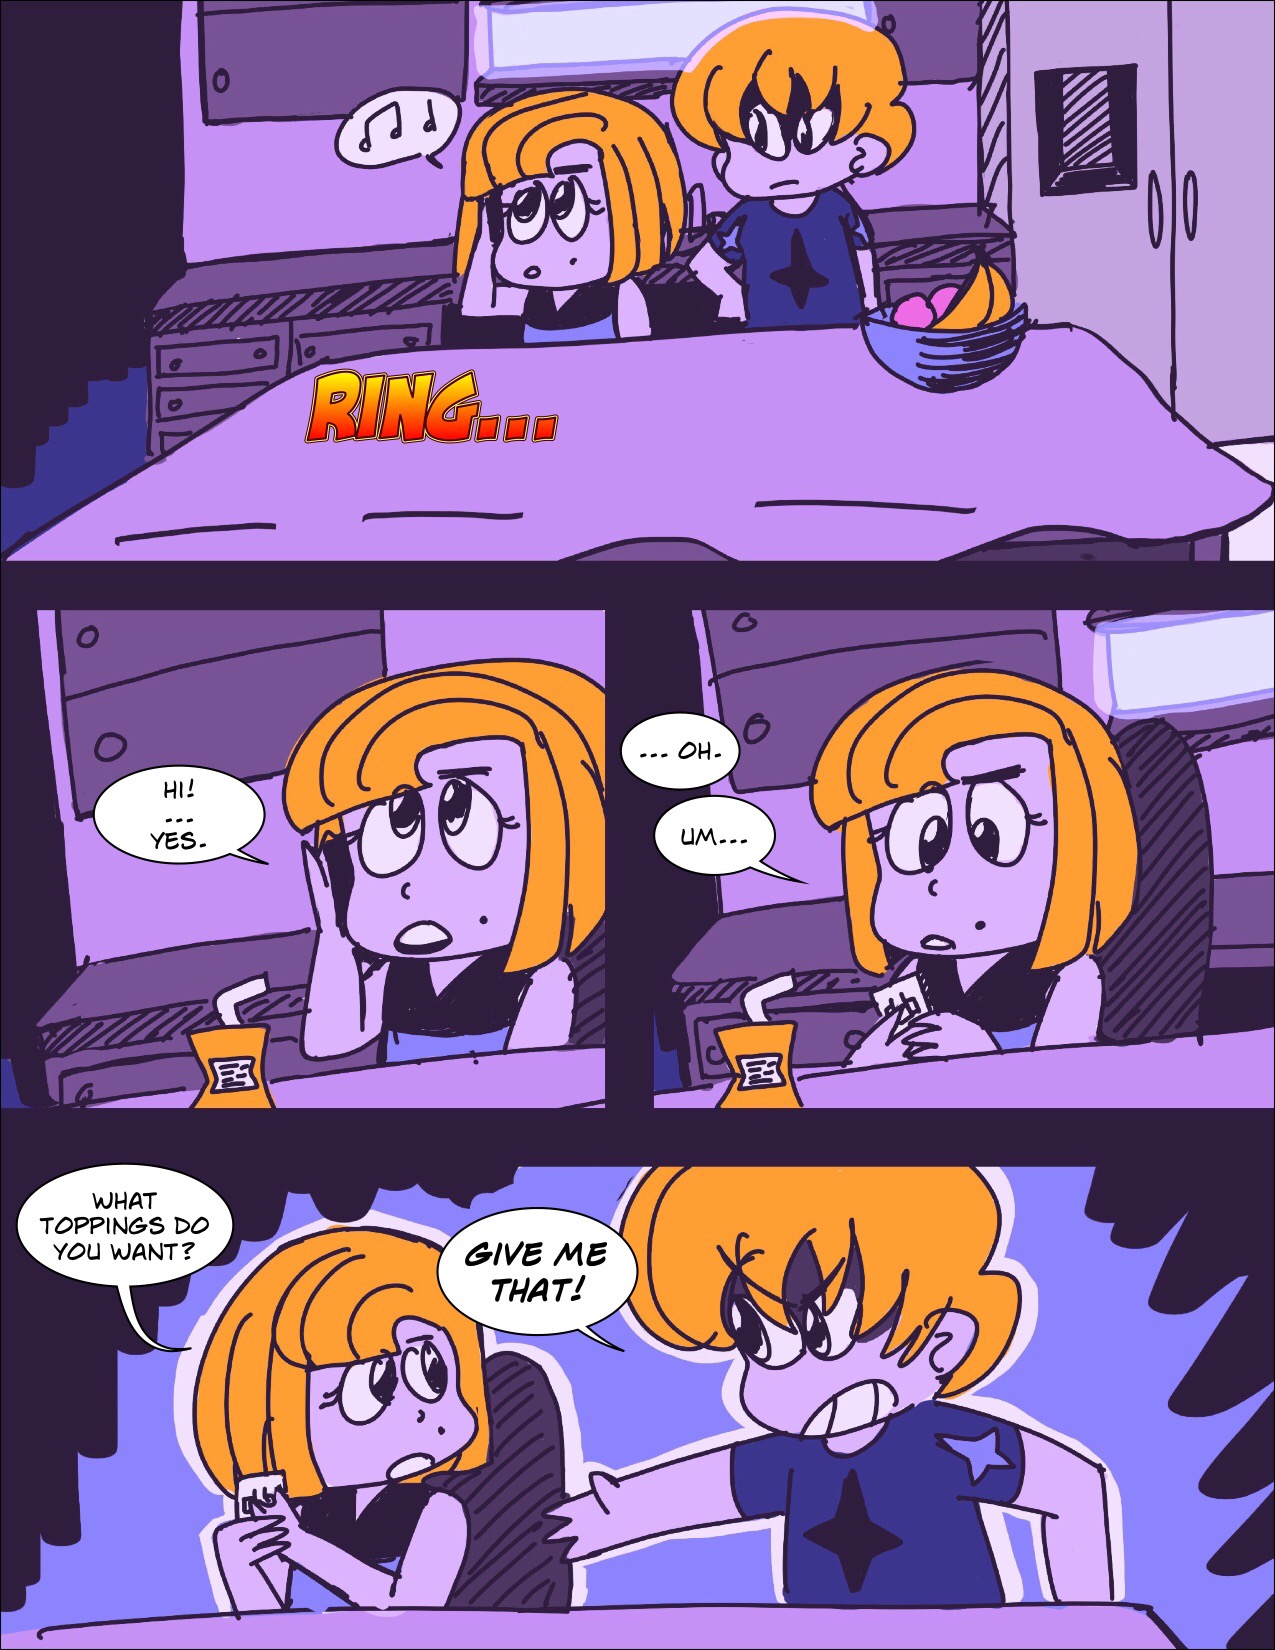 RING...
HI!
...
YES.
... OH.
UM...
WHAT
TOPPINGS DO
YOU WANT?
GIVE ME
THAT!